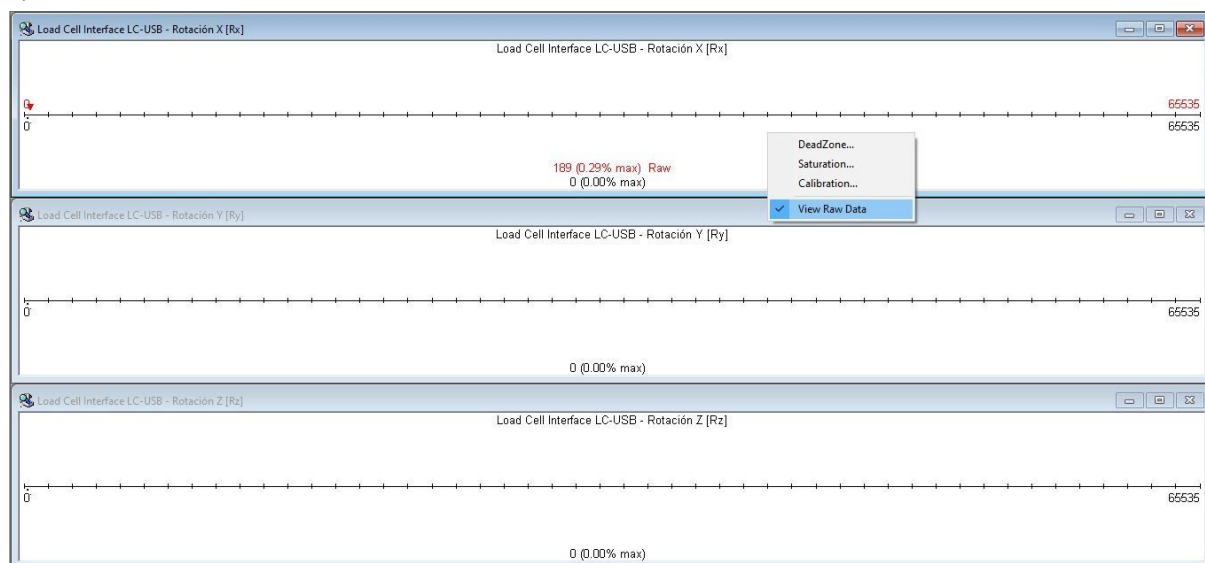 Load Cell Interface LC-USB - Rotación X [Rx]
Load Cell Interface LC-USB - Rotación X [Rx]
0 65535
0 65535
189 (0.29% max) Raw
0 (0.00% max)
DeadZone...
Saturation...
Calibration...
View Raw Data
Load Cell Interface LC-USB - Rotación Y [Ry]
Load Cell Interface LC-USB - Rotación Y [Ry]
0 65535
0 (0.00% max)
Load Cell Interface LC-USB - Rotación Z [Rz]
Load Cell Interface LC-USB - Rotación Z [Rz]
0 65535
0 (0.00% max)